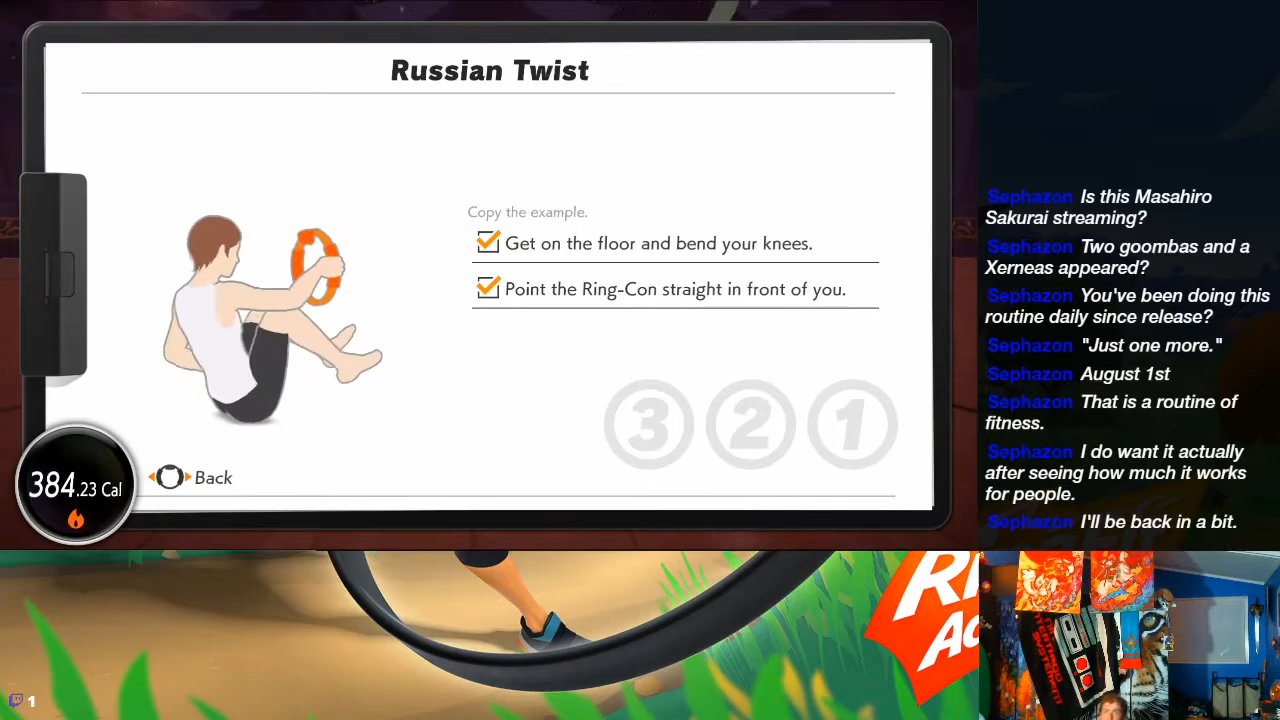 Russian Twist
Copy the example.
Get on the floor and bend your knees.
Point the Ring-Con straight in front of you.
3 2 1
384.23 Cal
Back
Sephazon Is this Masahiro
Sakurai streaming?
Sephazon Two goombas and a
Xerneas appeared?
Sephazon You've been doing this
routine daily since release?
Sephazon "Just one more."
Sephazon August 1st
Sephazon That is a routine of
fitness.
Sephazon I do want it actually
after seeing how much it works
for people.
Sephazon I'll be back in a bit.
1